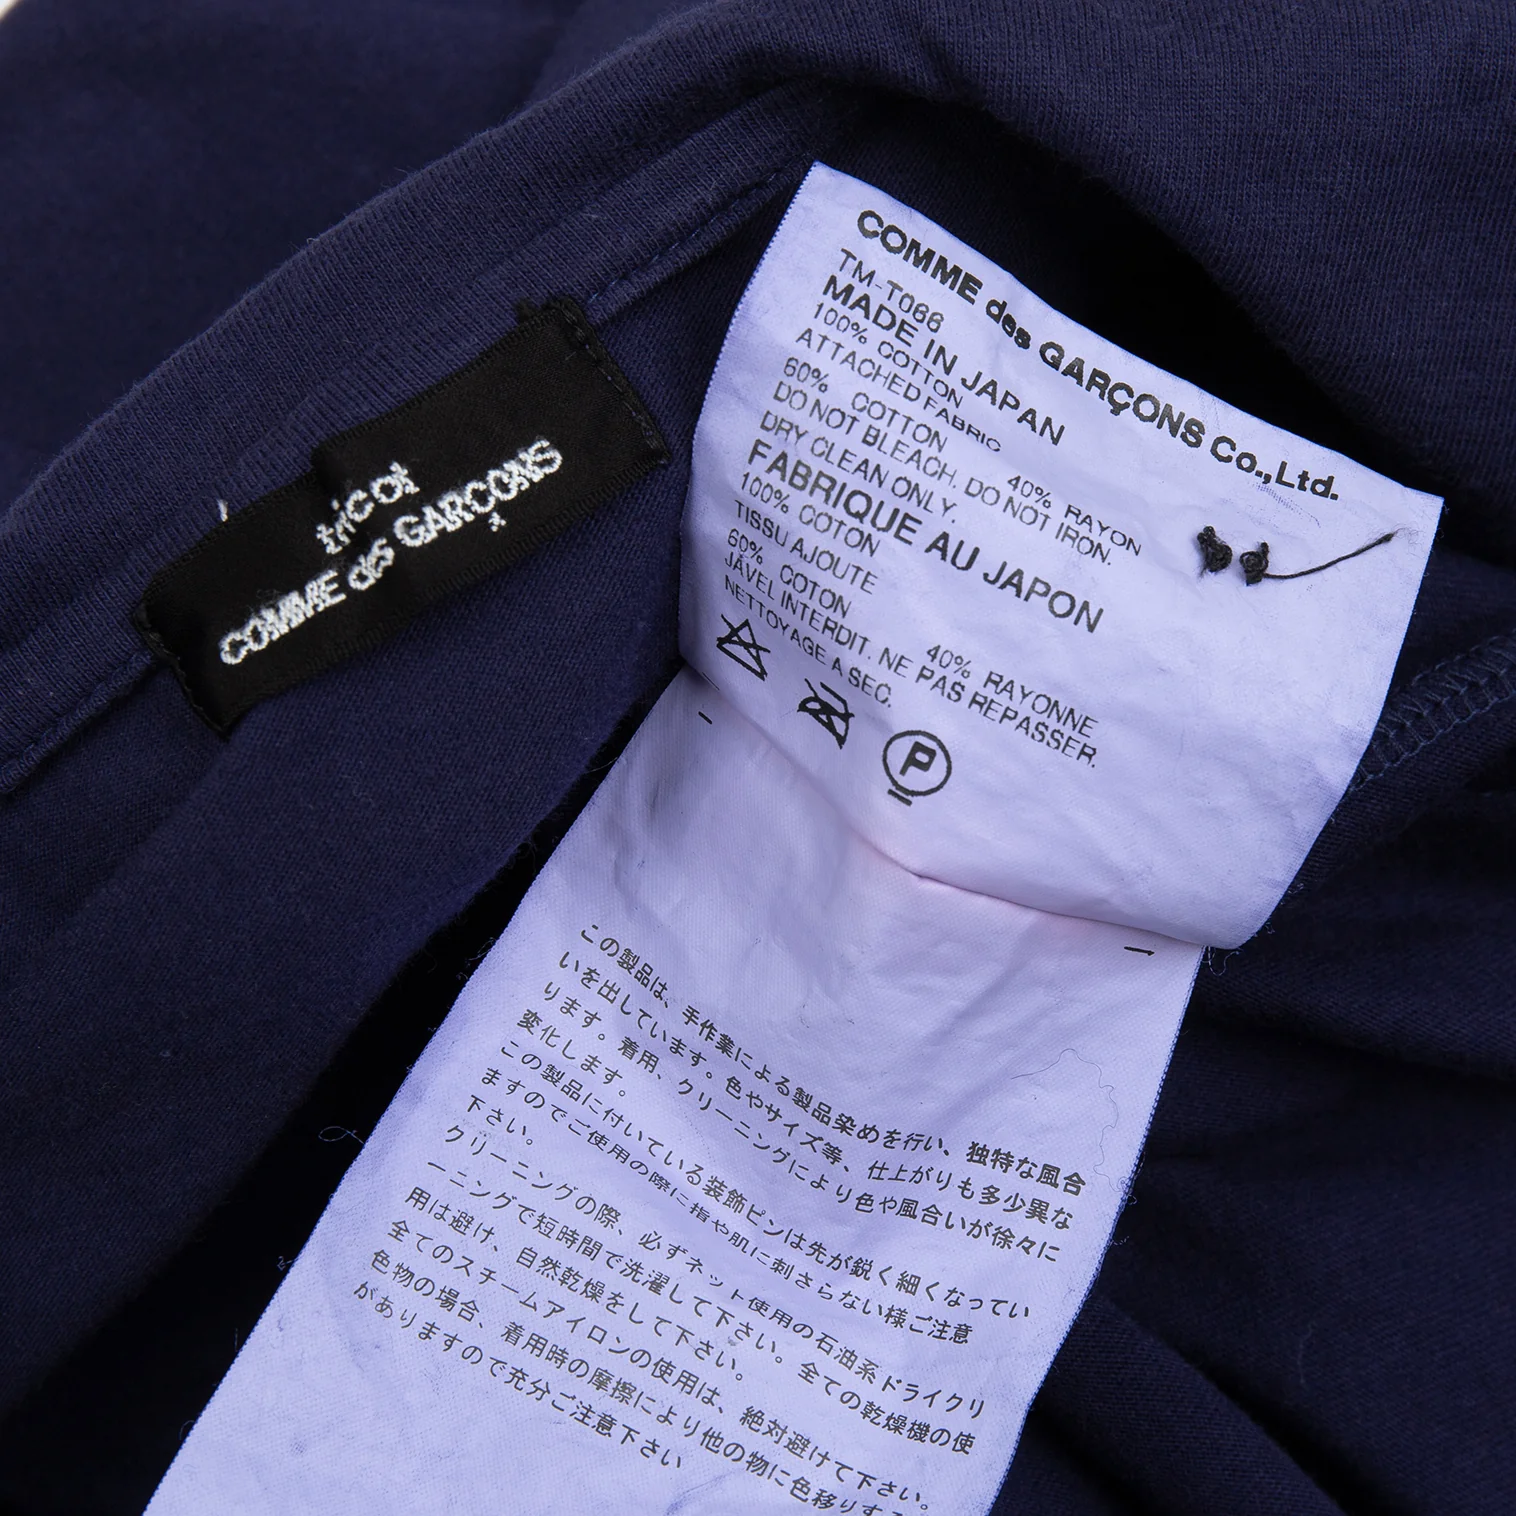 tricot
COMME des GARÇONS
COMME des GARÇONS Co.,Ltd.
TM-T066
MADE IN JAPAN
100% COTTON
ATTACHED FABRIC
60% COTTON 40% RAYON
DO NOT BLEACH. DO NOT IRON.
DRY CLEAN ONLY.
FABRIQUE AU JAPON
100% COTON
TISSU AJOUTE
60% COTON 40% RAYONNE
JAVEL INTERDIT. NE PAS REPASSER.
NETTOYAGE A SEC.
P
この製品は、手作業による製品染めを行い、独特な風合
いを出しています。色やサイズ等、仕上がりも多少異な
ります。着用、クリーニングにより色や風合いが徐々に
変化します。
この製品に付いている装飾ピンは先が鋭く細くなってい
ますのでご使用の際に指や肌に刺さらない様ご注意
下さい。
クリーニングの際、必ずネット使用の石油系ドライクリ
ーニングで短時間で洗濯して下さい。全ての乾燥機の使
用は避け、自然乾燥をして下さい。
全てのスチームアイロンの使用は、絶対避けて下さい。
色物の場合、着用時の摩擦により他の物に色移りする
がありますので充分ご注意下さい